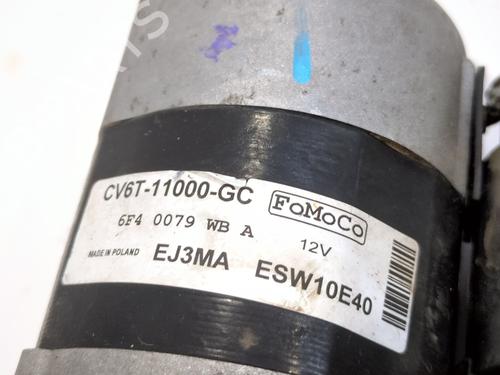 CV6T-11000-GC FoMoCo
6F4 0079 WB A 12V
MADE IN POLAND EJ3MA ESW10E40